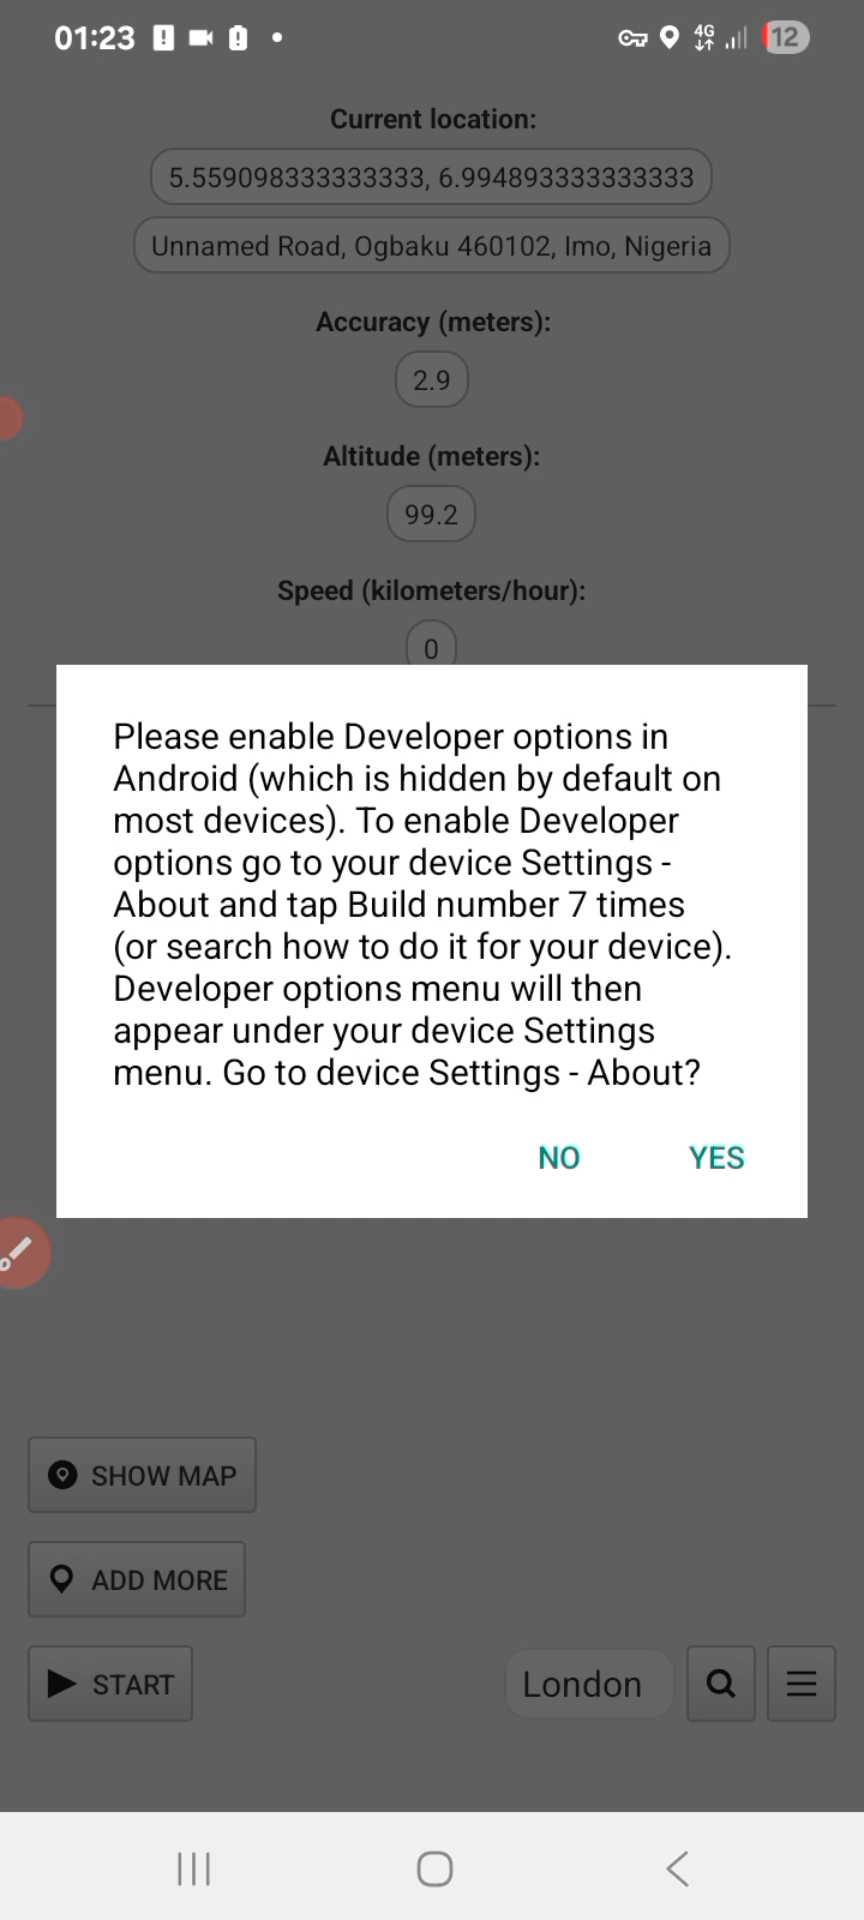 01:23
4G
12
Current location:
5.559098333333333, 6.994893333333333
Unnamed Road, Ogbaku 460102, Imo, Nigeria
Accuracy (meters):
2.9
Altitude (meters):
99.2
Speed (kilometers/hour):
0
Please enable Developer options in
Android (which is hidden by default on
most devices). To enable Developer
options go to your device Settings -
About and tap Build number 7 times
(or search how to do it for your device).
Developer options menu will then
appear under your device Settings
menu. Go to device Settings - About?
NO YES
SHOW MAP
ADD MORE
START London